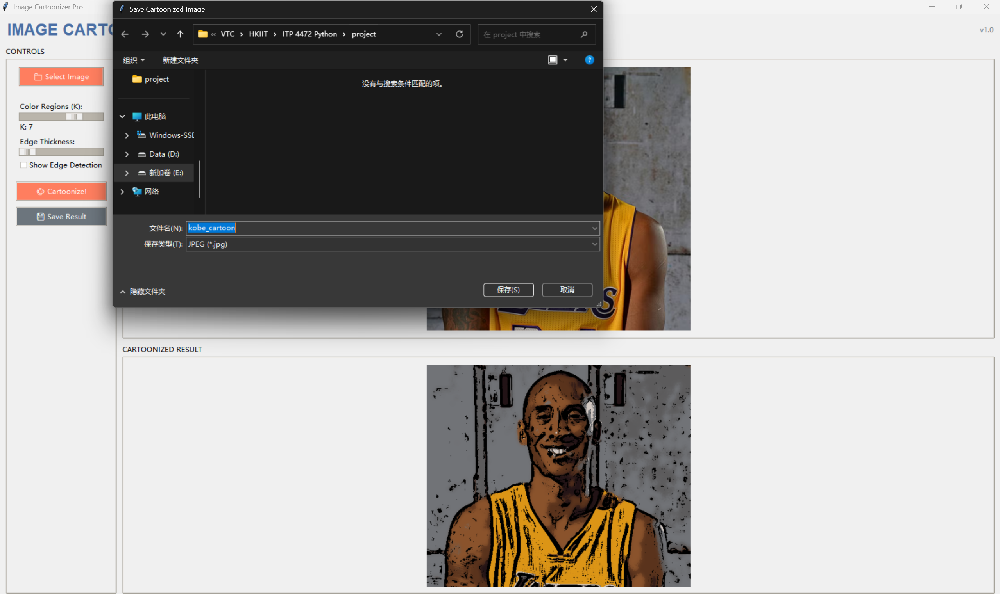 Image Cartoonizer Pro
Save Cartoonized Image
IMAGE CARTO
v1.0
« VTC › HKIIT › ITP 4472 Python › project
在 project 中搜索
CONTROLS
组织
新建文件夹
Select Image
project
没有与搜索条件匹配的项。
Color Regions (K):
K: 7
Edge Thickness:
Show Edge Detection
此电脑
Windows-SSD
Data (D:)
新加卷 (E:)
网络
Cartoonize!
Save Result
文件名(N): kobe_cartoon
保存类型(T): JPEG (*.jpg)
隐藏文件夹
保存(S)
取消
CARTOONIZED RESULT